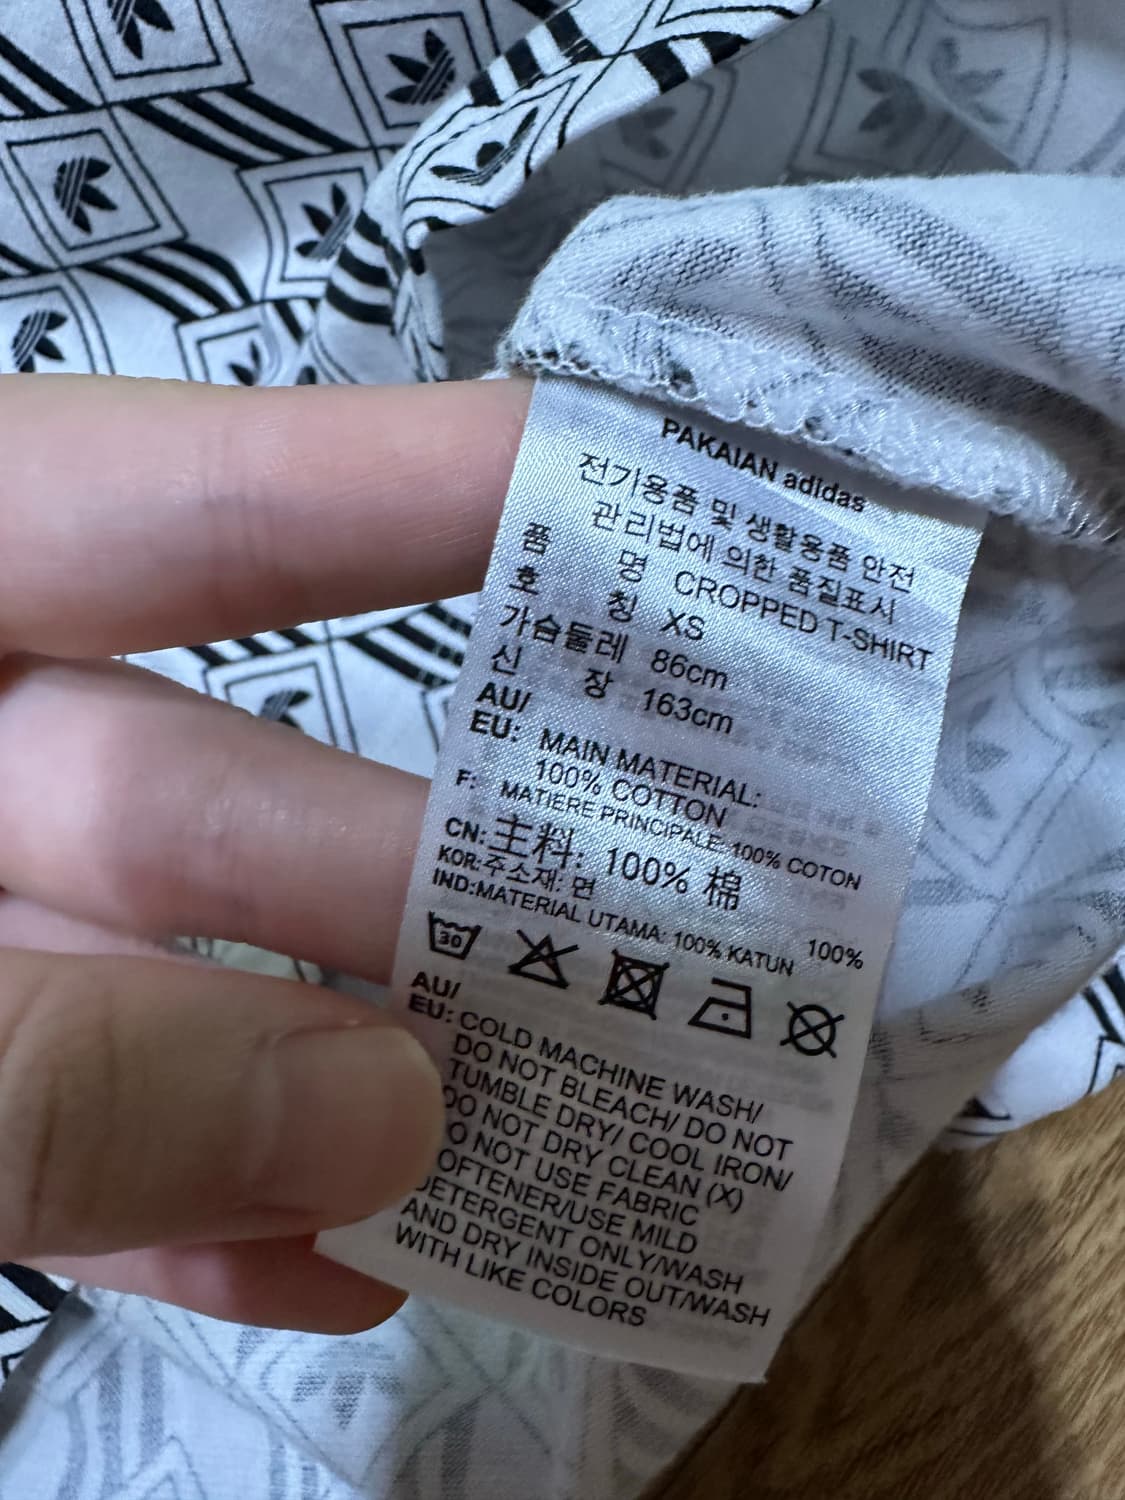 PAKAIAN adidas
전기용품 및 생활용품 안전
관리법에 의한 품질표시
품 명 CROPPED T-SHIRT
호 칭 XS
가슴둘레 86cm
신 장 163cm
AU/
EU: MAIN MATERIAL:
100% COTTON
F: MATIERE PRINCIPALE: 100% COTON
CN: 主料: 100% 棉
KOR: 주소재: 면 100%
IND: MATERIAL UTAMA: 100% KATUN
30
AU/
EU: COLD MACHINE WASH/
DO NOT BLEACH/ DO NOT
TUMBLE DRY/ COOL IRON/
DO NOT DRY CLEAN (X)
O NOT USE FABRIC
OFTENER/USE MILD
DETERGENT ONLY/WASH
AND DRY INSIDE OUT/WASH
WITH LIKE COLORS